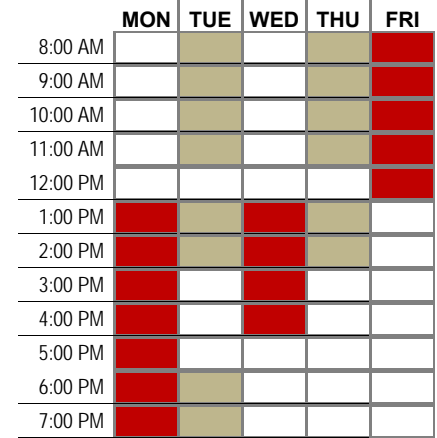 MON TUE WED THU FRI
8:00 AM
9:00 AM
10:00 AM
11:00 AM
12:00 PM
1:00 PM
2:00 PM
3:00 PM
4:00 PM
5:00 PM
6:00 PM
7:00 PM